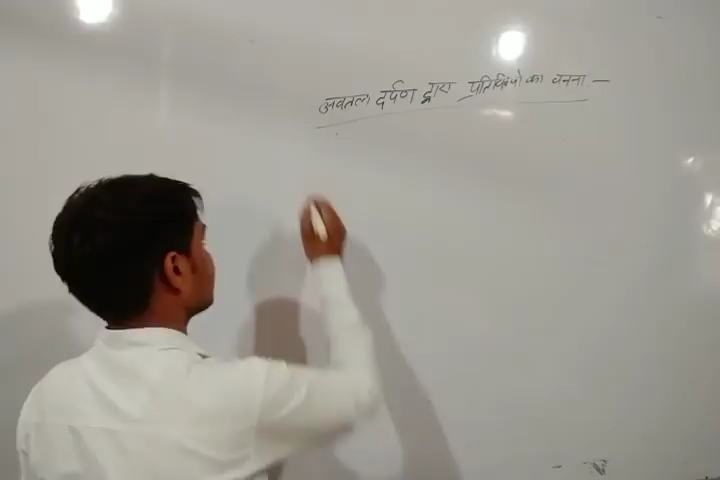 अवतल दर्पण द्वारा प्रतिबिंबो का बनना —